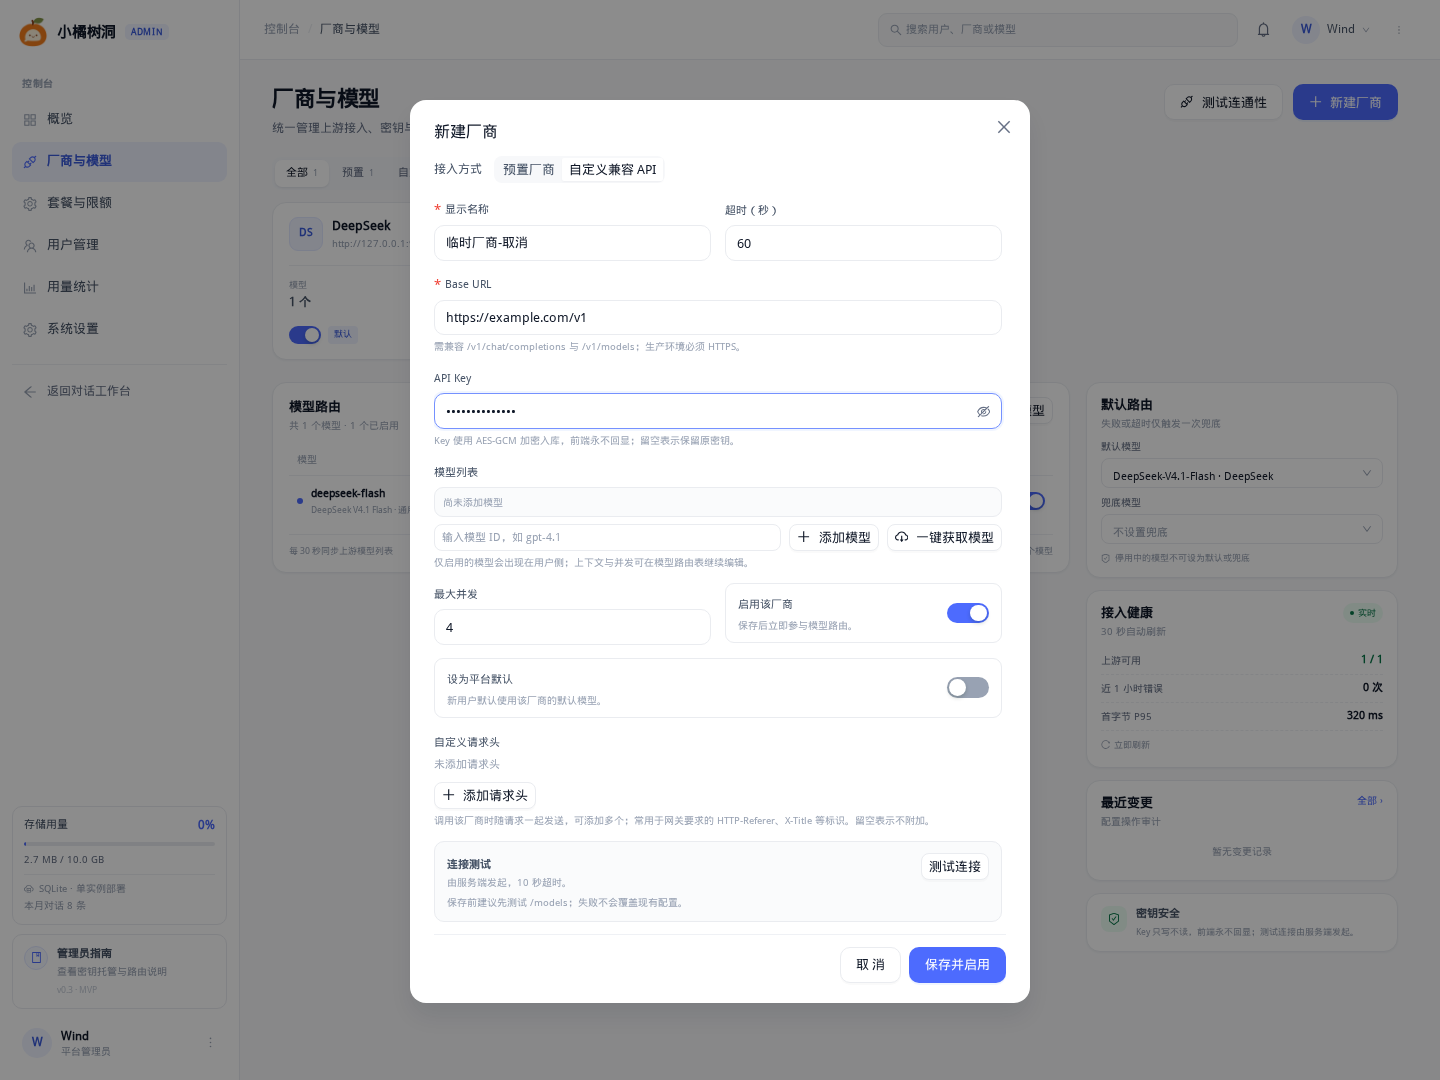 小橘树洞 ADMIN
控制台 / 厂商与模型
搜索用户、厂商或模型
W Wind
控制台
概览
厂商与模型
套餐与限额
用户管理
用量统计
系统设置
返回对话工作台
存储用量 0%
2.7 MB / 10.0 GB
SQLite · 单实例部署
本月对话 8 条
管理员指南
查看密钥托管与路由说明
v0.3 · MVP
W Wind
平台管理员
厂商与模型
统一管理上游接入、密钥与
测试连通性
新建厂商
全部 1 预置 1 自
DS DeepSeek
http://127.0.0.1:
模型
1 个
默认
模型路由
共 1 个模型 · 1 个已启用
模型
deepseek-flash
DeepSeek V4.1 Flash · 通用
每 30 秒同步上游模型列表
型
个模型
新建厂商
接入方式 预置厂商 自定义兼容 API
* 显示名称
临时厂商-取消
超时（秒）
60
* Base URL
https://example.com/v1
需兼容 /v1/chat/completions 与 /v1/models；生产环境必须 HTTPS。
API Key
••••••••••••••
Key 使用 AES-GCM 加密入库，前端永不回显；留空表示保留原密钥。
模型列表
尚未添加模型
输入模型 ID，如 gpt-4.1
添加模型
一键获取模型
仅启用的模型会出现在用户侧；上下文与并发可在模型路由表继续编辑。
最大并发
4
启用该厂商
保存后立即参与模型路由。
设为平台默认
新用户默认使用该厂商的默认模型。
自定义请求头
未添加请求头
添加请求头
调用该厂商时随请求一起发送，可添加多个；常用于网关要求的 HTTP-Referer、X-Title 等标识。留空表示不附加。
连接测试
由服务端发起，10 秒超时。
保存前建议先测试 /models；失败不会覆盖现有配置。
测试连接
取 消
保存并启用
默认路由
失败或超时仅触发一次兜底
默认模型
DeepSeek-V4.1-Flash · DeepSeek
兜底模型
不设置兜底
停用中的模型不可设为默认或兜底
接入健康 实时
30 秒自动刷新
上游可用 1 / 1
近 1 小时错误 0 次
首字节 P95 320 ms
立即刷新
最近变更 全部 ›
配置操作审计
暂无变更记录
密钥安全
Key 只写不读，前端永不回显；测试连接由服务端发起。